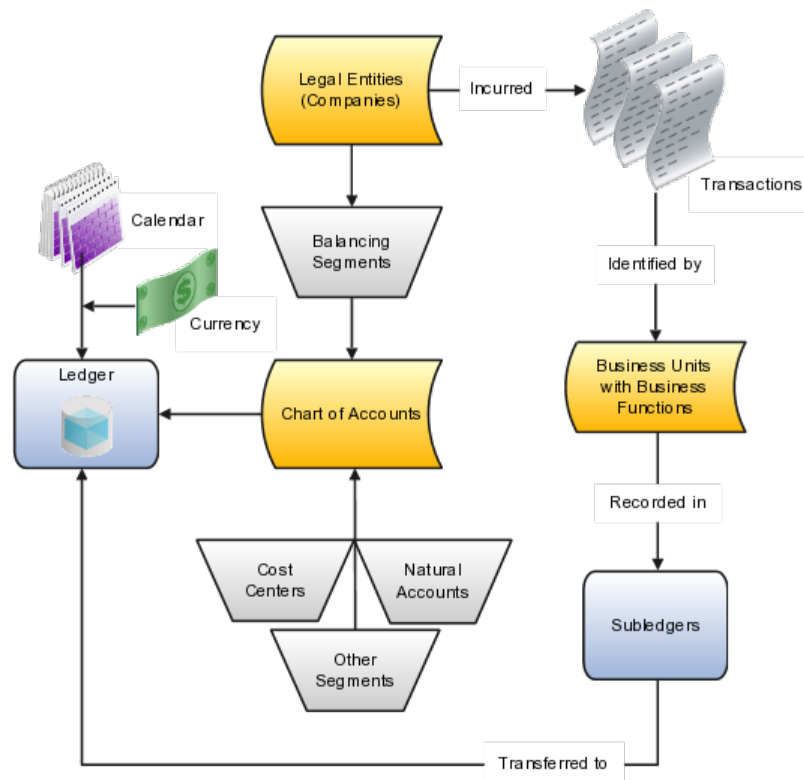 Legal Entities
(Companies)
Incurred
Transactions
Calendar
Balancing
Segments
Identified by
Currency
Ledger
Chart of Accounts
Business Units
with Business
Functions
Recorded in
Cost
Centers
Natural
Accounts
Subledgers
Other
Segments
Transferred to